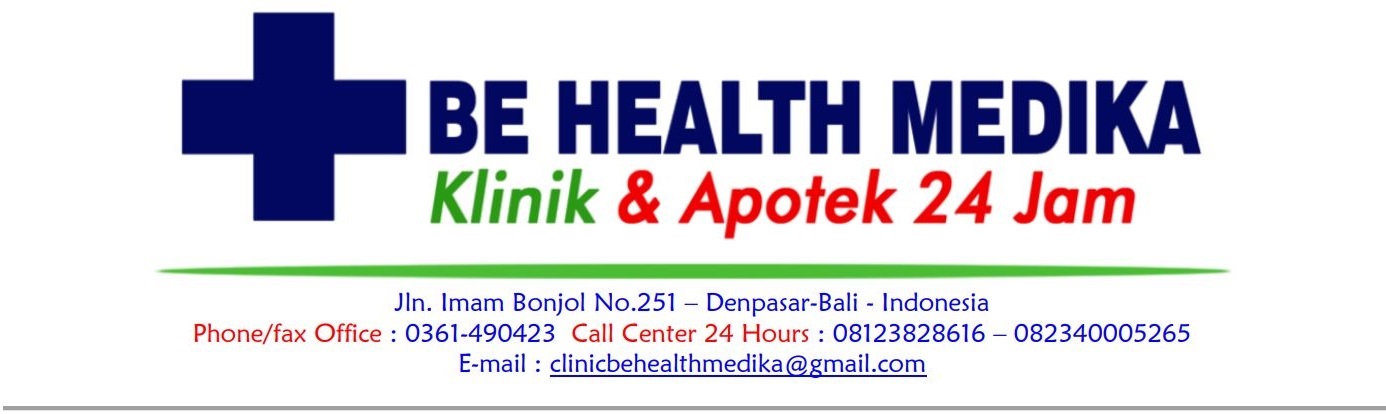 BE HEALTH MEDIKA
Klinik & Apotek 24 Jam
Jln. Imam Bonjol No.251 – Denpasar-Bali - Indonesia
Phone/fax Office : 0361-490423 Call Center 24 Hours : 08123828616 – 082340005265
E-mail : clinicbehealthmedika@gmail.com